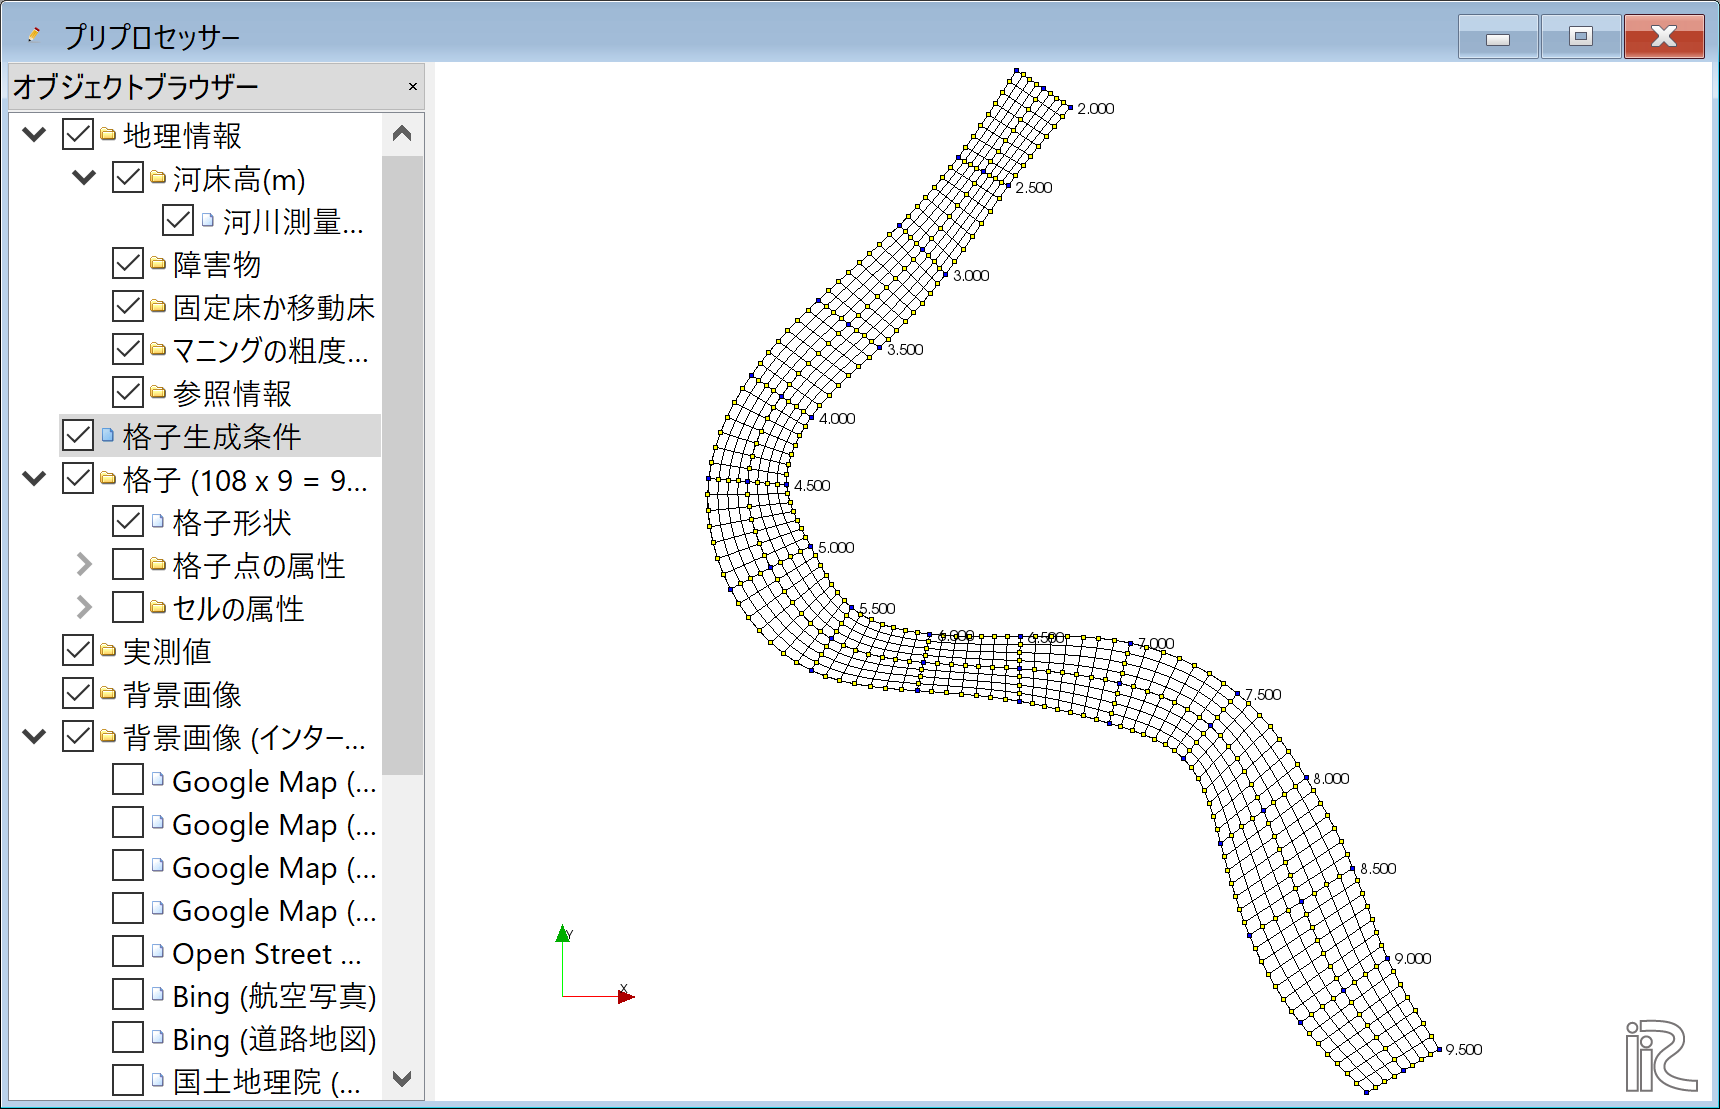 プリプロセッサー
オブジェクトブラウザー
地理情報
河床高(m)
河川測量...
障害物
固定床か移動床
マニングの粗度...
参照情報
格子生成条件
格子 (108 x 9 = 9...
格子形状
格子点の属性
セルの属性
実測値
背景画像
背景画像 (インター...
Google Map (...
Google Map (...
Google Map (...
Google Map (...
Open Street ...
Bing (航空写真)
Bing (道路地図)
国土地理院 (...
2.000
2.500
3.000
3.500
4.000
4.500
5.000
5.500
6.000
6.500
7.000
7.500
8.000
8.500
9.000
9.500
Y
X
iRIC